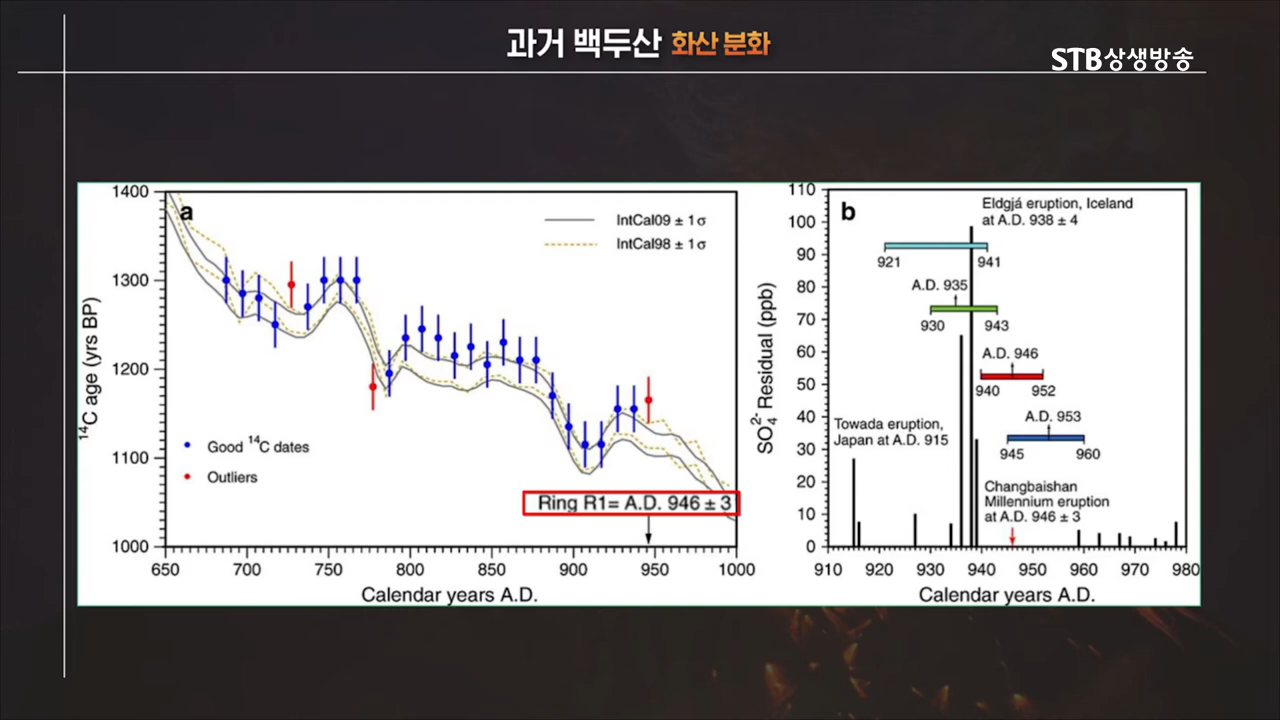 과거 백두산 화산 분화
STB상생방송
a
IntCal09 ± 1σ
IntCal98 ± 1σ
Good ¹⁴C dates
Outliers
Ring R1= A.D. 946 ± 3
¹⁴C age (yrs BP)
1400
1300
1200
1100
1000
650 700 750 800 850 900 950 1000
Calendar years A.D.
b
Eldgjá eruption, Iceland
at A.D. 938 ± 4
921 941
A.D. 935
930 943
A.D. 946
940 952
A.D. 953
945 960
Towada eruption,
Japan at A.D. 915
Changbaishan
Millennium eruption
at A.D. 946 ± 3
SO₄²⁻ Residual (ppb)
110
100
90
80
70
60
50
40
30
20
10
0
910 920 930 940 950 960 970 980
Calendar years A.D.